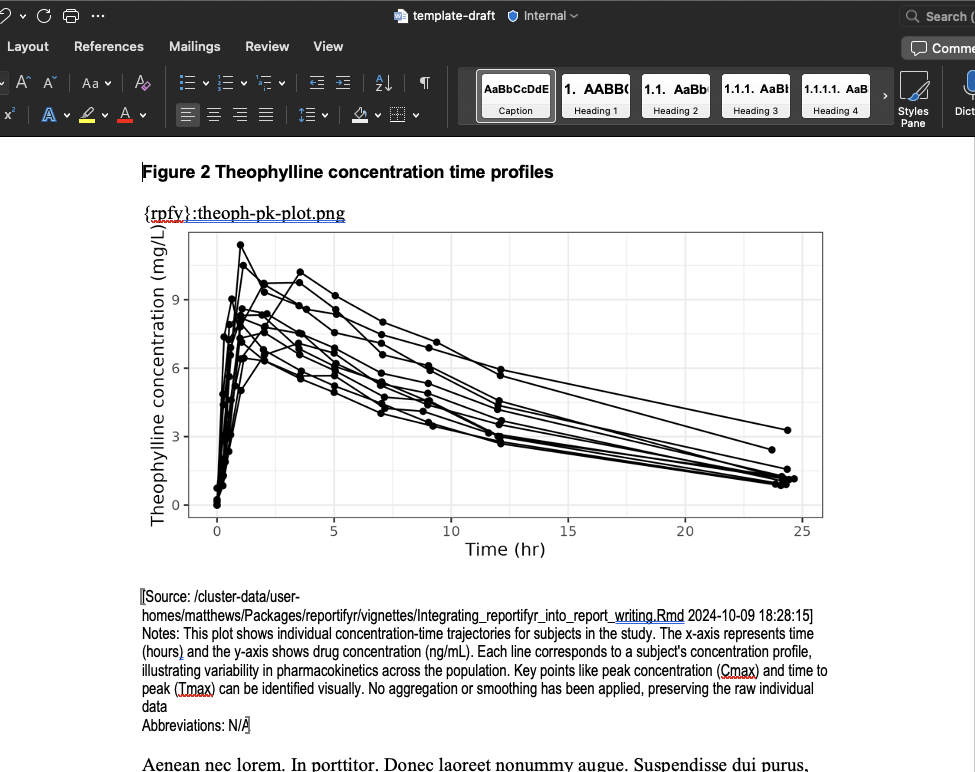 template-draft
Internal
Search (
Layout
References
Mailings
Review
View
Comme
A
A
Aa
A
A
Z
¶
x²
A
A
AaBbCcDdE
Caption
1. AABB(
Heading 1
1.1. AaBb
Heading 2
1.1.1. AaBb
Heading 3
1.1.1.1. AaB
Heading 4
Styles
Pane
Dict
Figure 2 Theophylline concentration time profiles
{rpfy}:theoph-pk-plot.png
Theophylline concentration (mg/L)
9
6
3
0
0
5
10
15
20
25
Time (hr)
[Source: /cluster-data/user-
homes/matthews/Packages/reportifyr/vignettes/Integrating_reportifyr_into_report_writing.Rmd 2024-10-09 18:28:15]
Notes: This plot shows individual concentration-time trajectories for subjects in the study. The x-axis represents time
(hours) and the y-axis shows drug concentration (ng/mL). Each line corresponds to a subject's concentration profile,
illustrating variability in pharmacokinetics across the population. Key points like peak concentration (Cmax) and time to
peak (Tmax) can be identified visually. No aggregation or smoothing has been applied, preserving the raw individual
data
Abbreviations: N/A
Aenean nec lorem. In porttitor. Donec laoreet nonummy augue. Suspendisse dui purus,